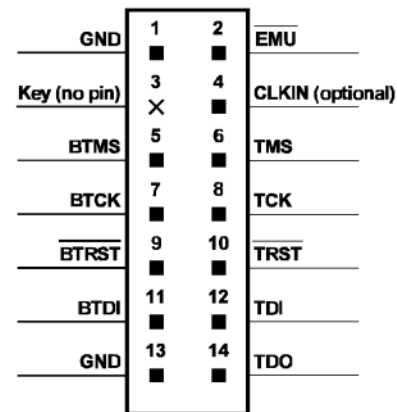 GND 1 2 EMU
Key (no pin) 3 4 CLKIN (optional)
BTMS 5 6 TMS
BTCK 7 8 TCK
BTRST 9 10 TRST
BTDI 11 12 TDI
GND 13 14 TDO